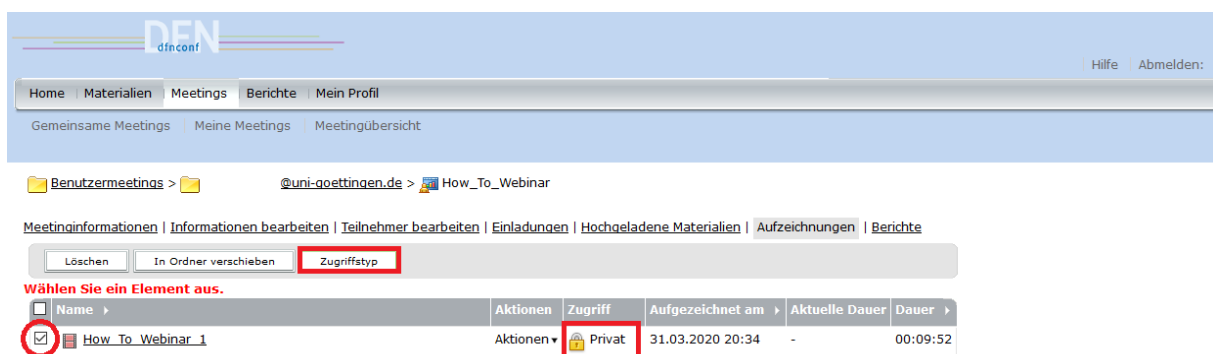 DFN
dfnconf
Hilfe Abmelden:
Home Materialien Meetings Berichte Mein Profil
Gemeinsame Meetings Meine Meetings Meetingübersicht
Benutzermeetings > @uni-goettingen.de > How_To_Webinar
Meetinginformationen | Informationen bearbeiten | Teilnehmer bearbeiten | Einladungen | Hochgeladene Materialien | Aufzeichnungen | Berichte
Löschen In Ordner verschieben Zugriffstyp
Wählen Sie ein Element aus.
Name Aktionen Zugriff Aufgezeichnet am Aktuelle Dauer Dauer
How_To_Webinar_1 Aktionen Privat 31.03.2020 20:34 - 00:09:52